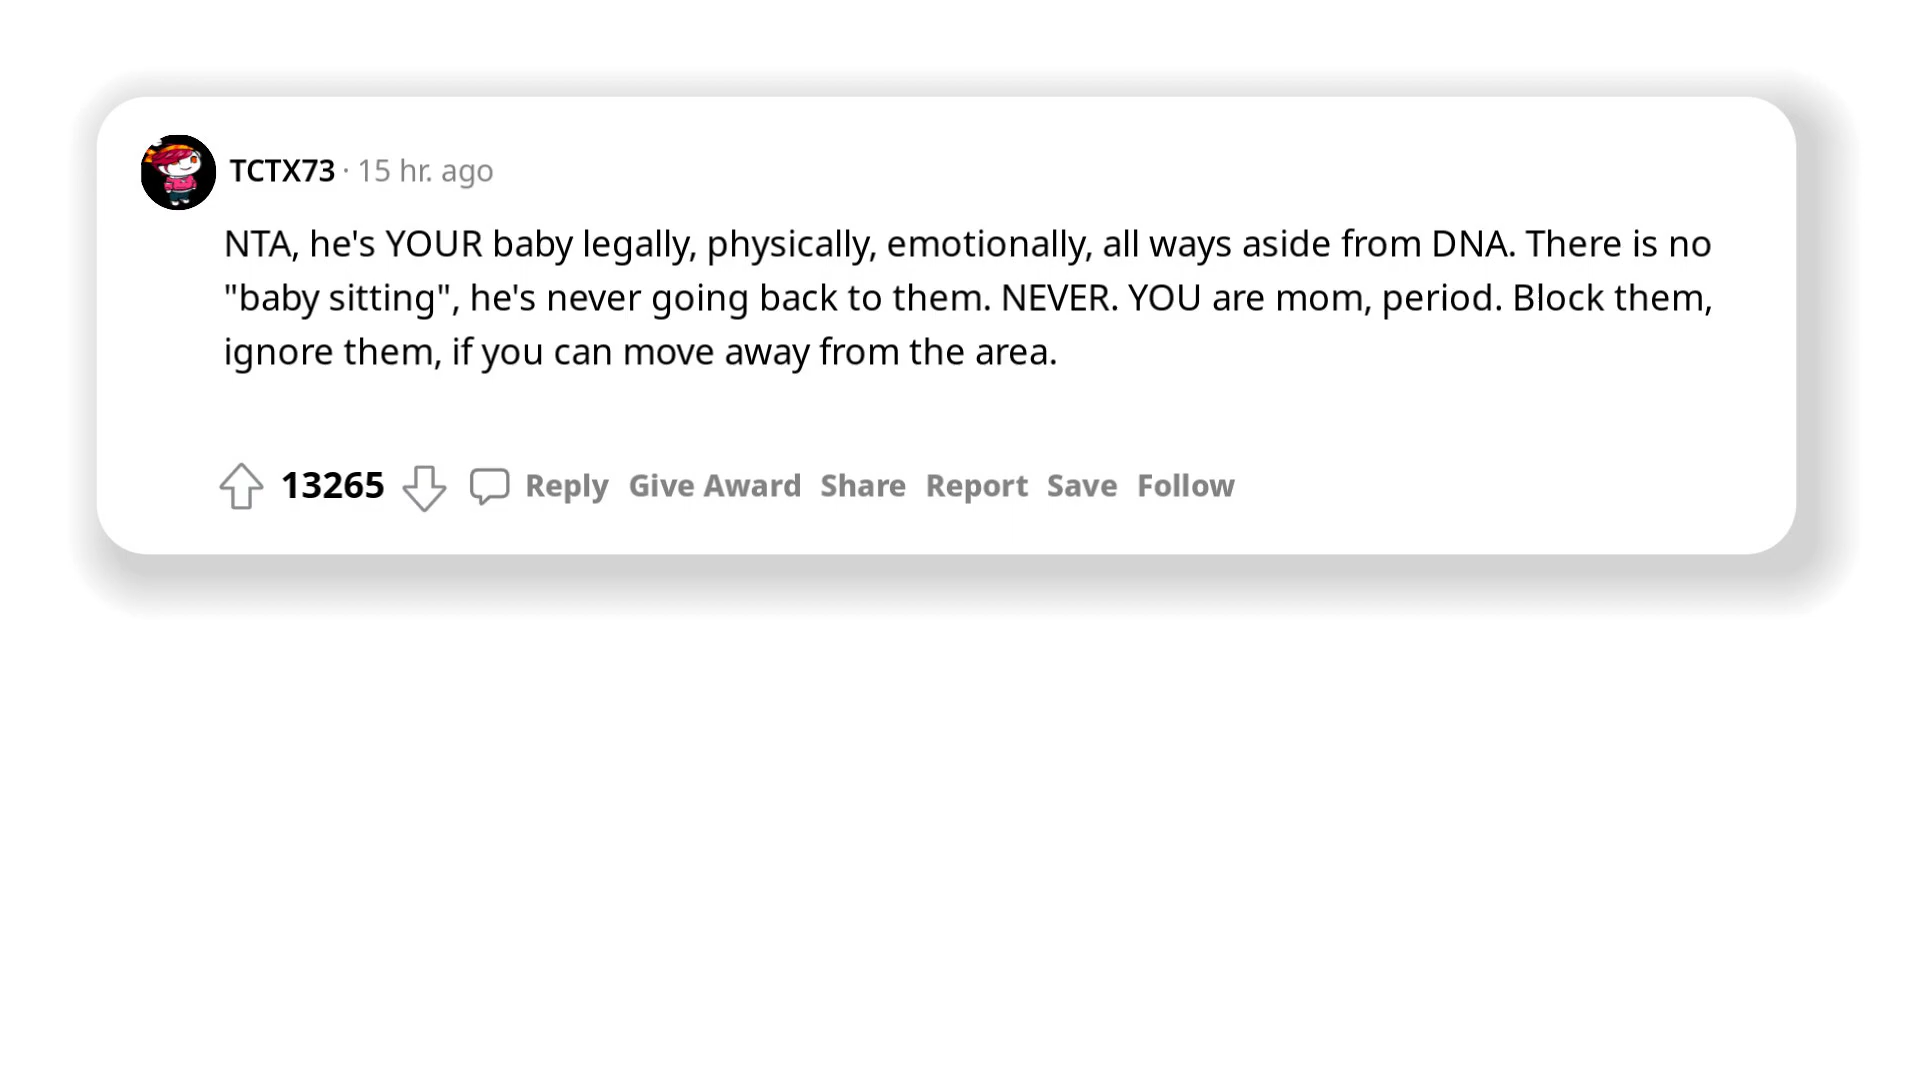 TCTX73 · 15 hr. ago
NTA, he's YOUR baby legally, physically, emotionally, all ways aside from DNA. There is no
"baby sitting", he's never going back to them. NEVER. YOU are mom, period. Block them,
ignore them, if you can move away from the area.
13265 Reply Give Award Share Report Save Follow